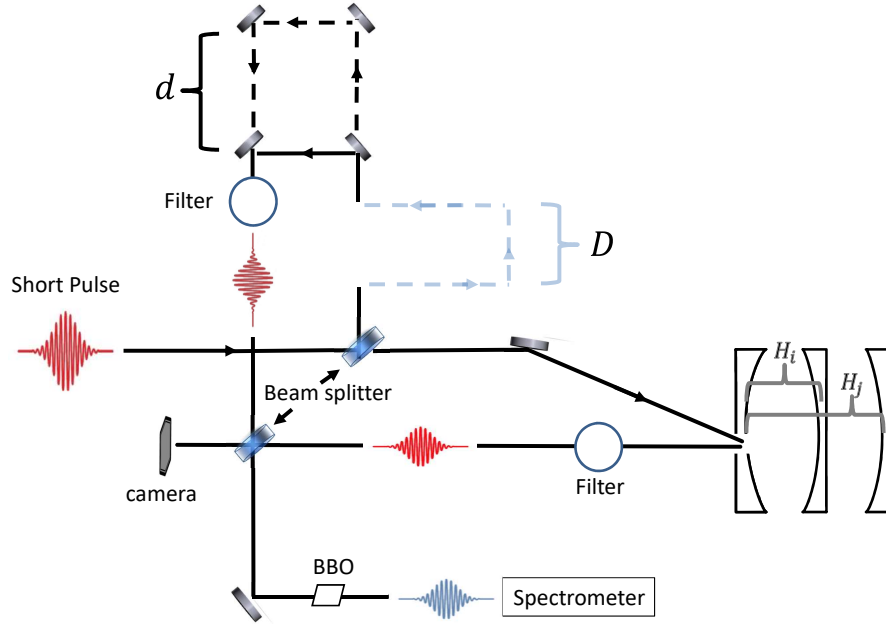 d
Filter
D
Short Pulse
H_i
H_j
Beam splitter
camera
Filter
BBO
Spectrometer